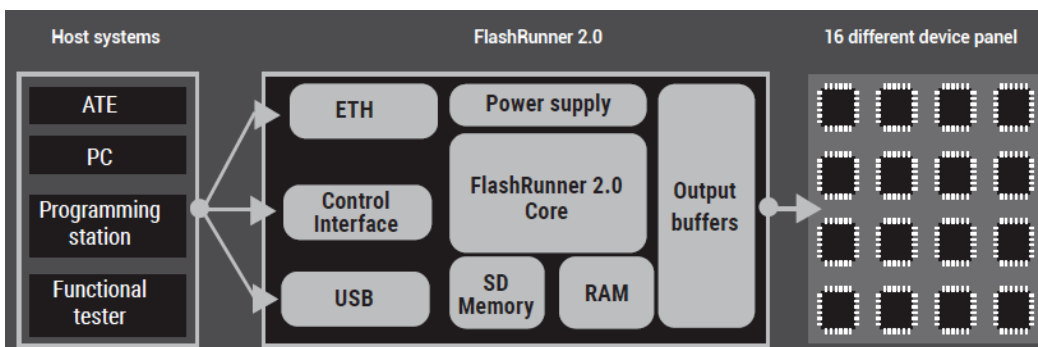 Host systems
FlashRunner 2.0
16 different device panel
ATE
PC
Programming
station
Functional
tester
ETH
Control
Interface
USB
Power supply
FlashRunner 2.0
Core
SD
Memory
RAM
Output
buffers